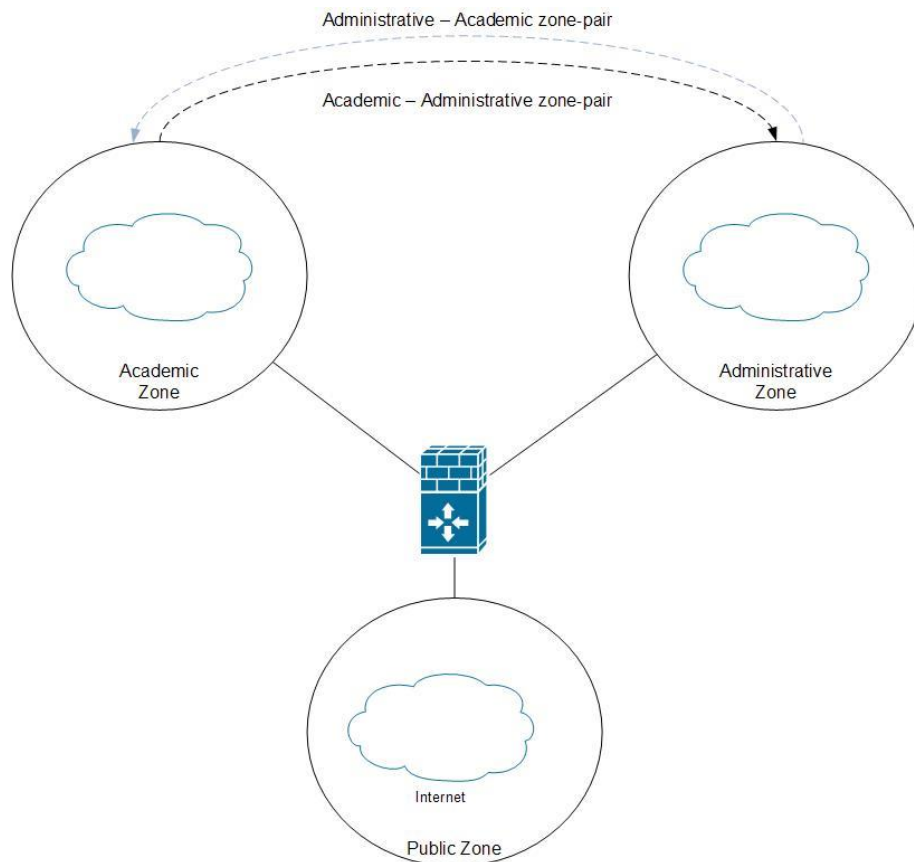 Administrative – Academic zone-pair
Academic – Administrative zone-pair
Academic
Zone
Administrative
Zone
Internet
Public Zone